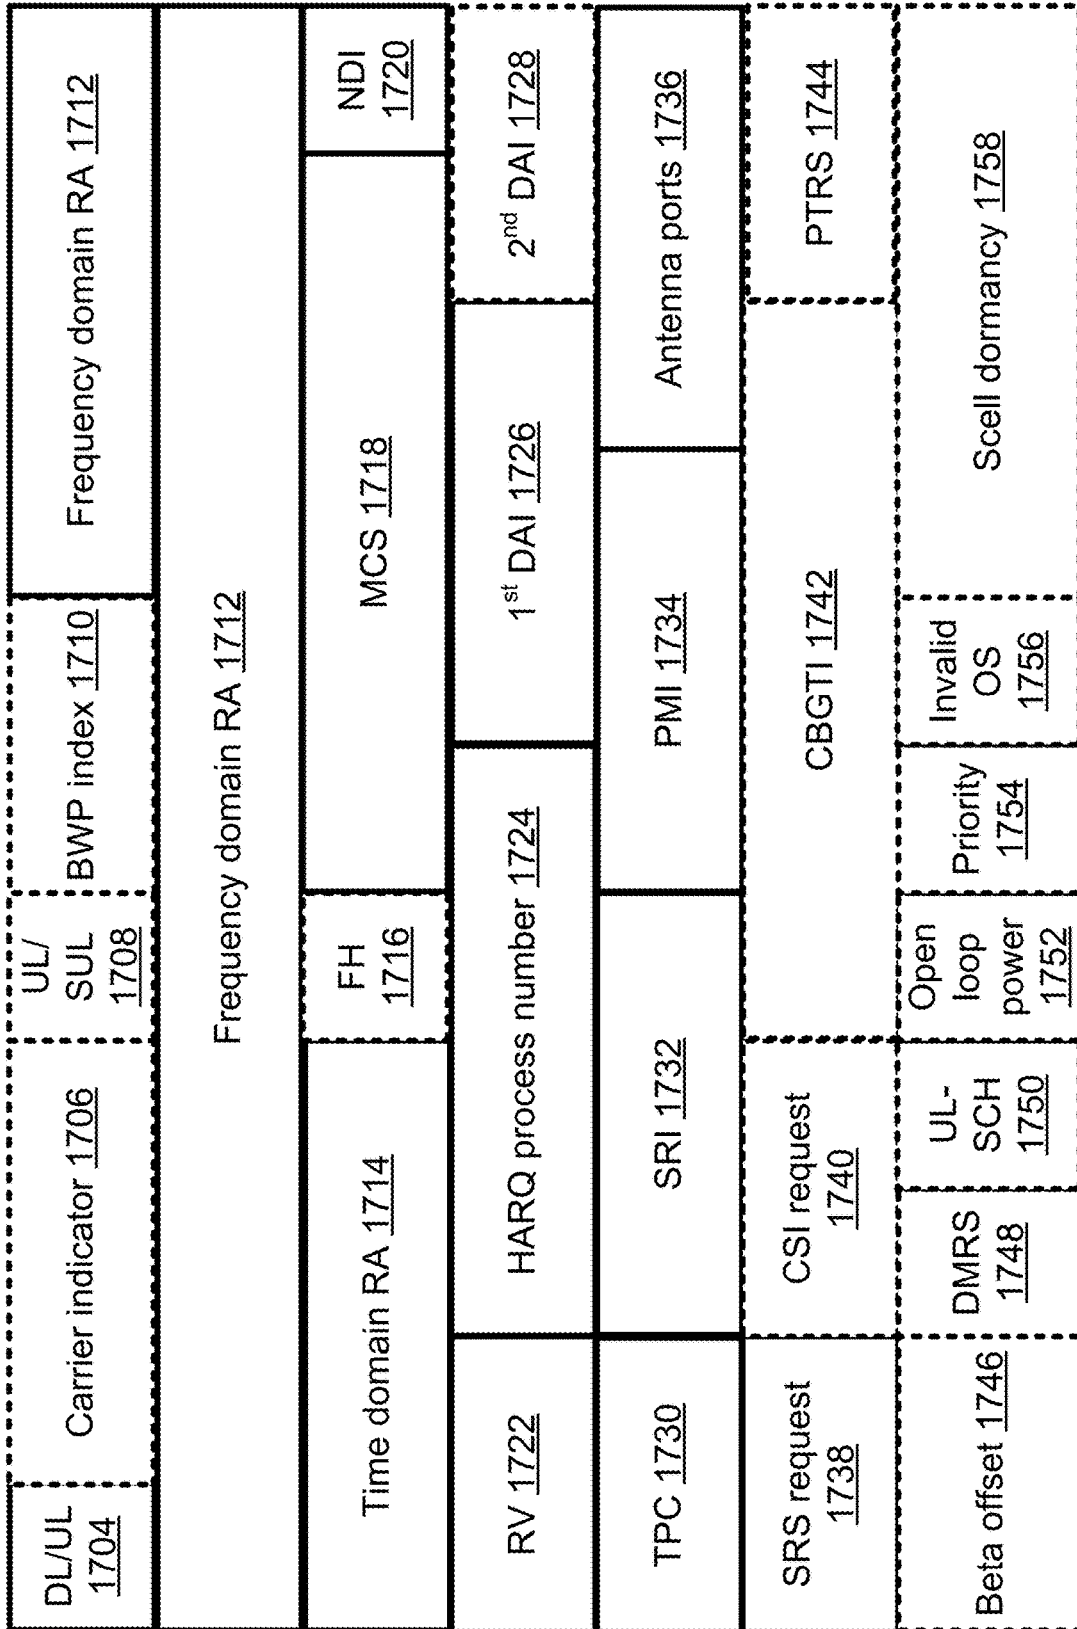 DL/UL
1704
Carrier indicator 1706
UL/
SUL
1708
BWP index 1710
Frequency domain RA 1712
Frequency domain RA 1712
Time domain RA 1714
FH
1716
MCS 1718
NDI
1720
RV 1722
HARQ process number 1724
1st DAI 1726
2nd DAI 1728
TPC 1730
SRI 1732
PMI 1734
Antenna ports 1736
SRS request
1738
CSI request
1740
CBGTI 1742
PTRS 1744
Beta offset 1746
DMRS
1748
UL-
SCH
1750
Open
loop
power
1752
Priority
1754
Invalid
OS
1756
Scell dormancy 1758